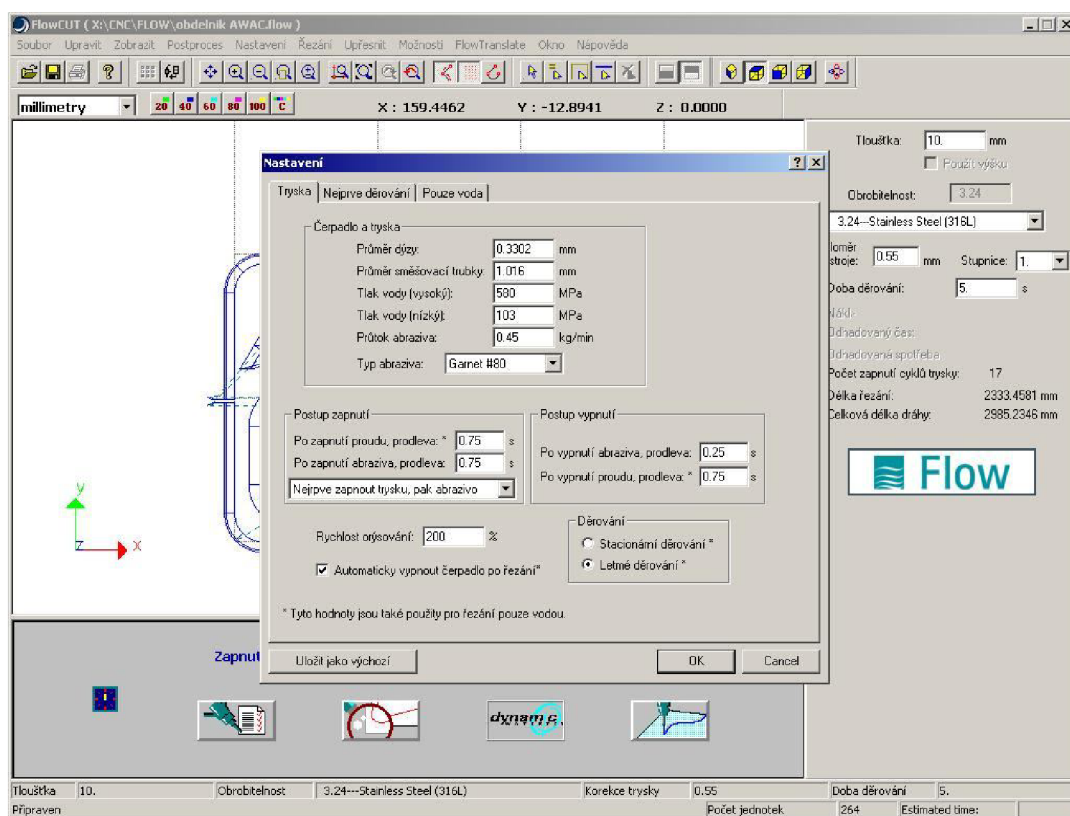 FlowCUT ( X:\CNC\FLOW\obdelnik AWAC.flow )
Soubor Upravit Zobrazit Postproces Nastavení Řezání Upřesnit Možnosti FlowTranslate Okno Nápověda
millimetry 20 40 60 80 100 C X : 159.4462 Y : -12.8941 Z : 0.0000
Nastavení
Tryska Nejprve děrování Pouze voda
Čerpadlo a tryska
Průměr dýzy: 0.3302 mm
Průměr směšovací trubky: 1.016 mm
Tlak vody (vysoký): 580 MPa
Tlak vody (nízký): 103 MPa
Průtok abraziva: 0.45 kg/min
Typ abraziva: Garnet #80
Postup zapnutí
Po zapnutí proudu, prodleva: * 0.75 s
Po zapnutí abraziva, prodleva: 0.75 s
Nejrpve zapnout trysku, pak abrazivo
Postup vypnutí
Po vypnutí abraziva, prodleva: 0.25 s
Po vypnutí proudu, prodleva: * 0.75 s
Rychlost orýsování: 200 %
Automaticky vypnout čerpadlo po řezání*
Děrování
Stacionární děrování *
Letmé děrování *
* Tyto hodnoty jsou také použity pro řezání pouze vodou.
Uložit jako výchozí OK Cancel
Tloušťka: 10. mm
Použít výšku
Obrobitelnost: 3.24
3.24---Stainless Steel (316L)
stroje: 0.55 mm Stupnice: 1.
Doba děrování: 5. s
Odhadovaný čas:
Odhadovaná spotřeba
Počet zapnutí cyklů trysky: 17
Délka řezání: 2333.4581 mm
Celková délka dráhy: 2985.2346 mm
Flow
y
Z X
Zapnut
dynamic
Tloušťka 10. Obrobitelnost 3.24---Stainless Steel (316L) Korekce trysky 0.55 Doba děrování 5.
Připraven Počet jednotek 264 Estimated time: